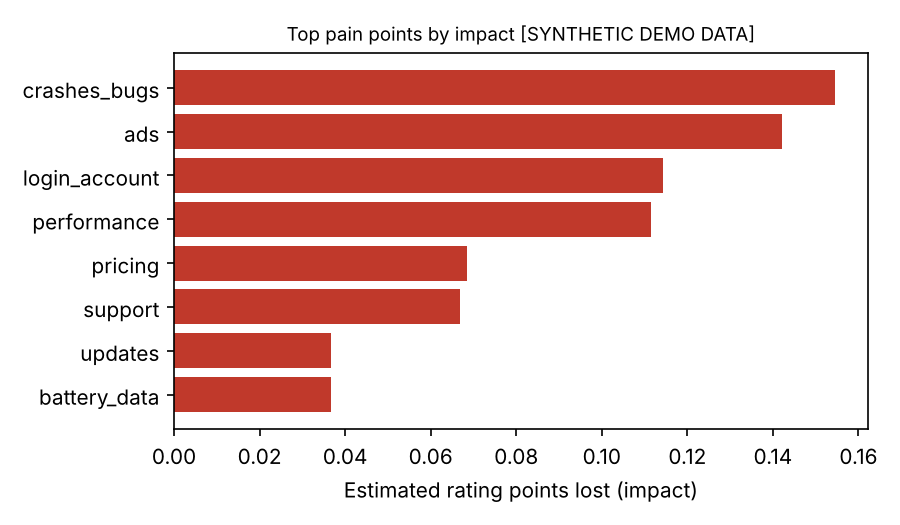 Top pain points by impact [SYNTHETIC DEMO DATA]
crashes_bugs
ads
login_account
performance
pricing
support
updates
battery_data
0.00 0.02 0.04 0.06 0.08 0.10 0.12 0.14 0.16
Estimated rating points lost (impact)